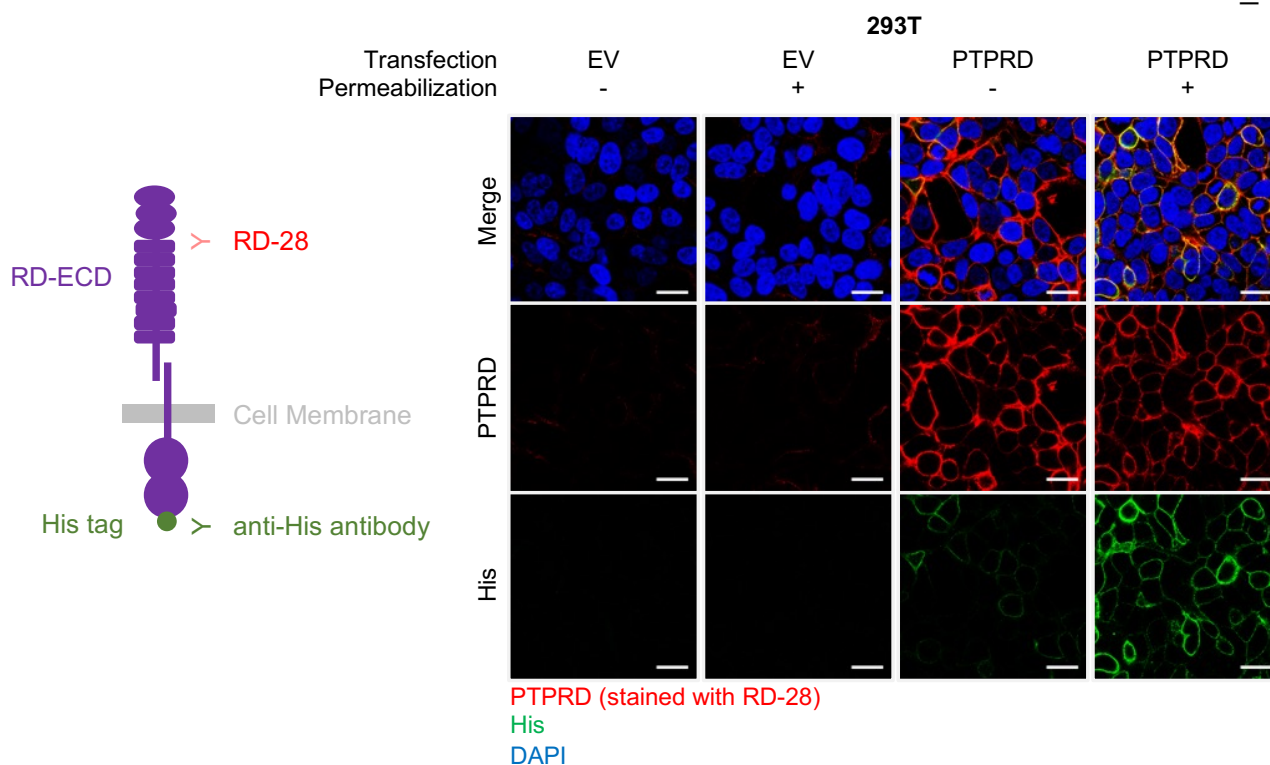 293T
Transfection EV EV PTPRD PTPRD
Permeabilization - + - +
Merge
RD-28
RD-ECD
PTPRD
Cell Membrane
His tag anti-His antibody
His
PTPRD (stained with RD-28)
His
DAPI